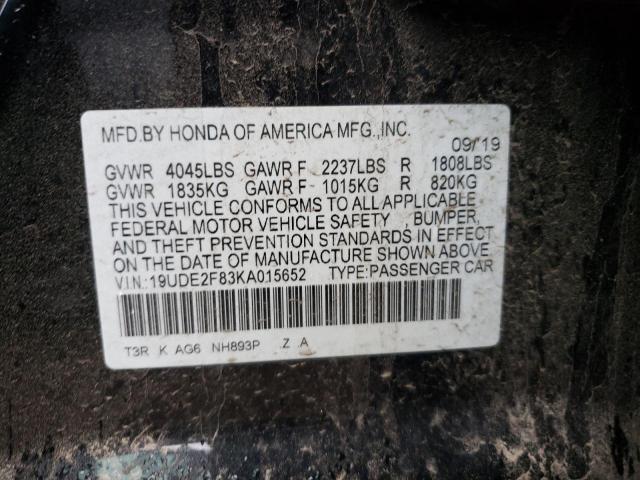 MFD.BY HONDA OF AMERICA MFG.,INC.
09/19
GVWR 4045LBS GAWR F 2237LBS R 1808LBS
GVWR 1835KG GAWR F 1015KG R 820KG
THIS VEHICLE CONFORMS TO ALL APPLICABLE
FEDERAL MOTOR VEHICLE SAFETY BUMPER,
AND THEFT PREVENTION STANDARDS IN EFFECT
ON THE DATE OF MANUFACTURE SHOWN ABOVE
V.I.N.:19UDE2F83KA015652 TYPE:PASSENGER CAR
T3R K AG6 NH893P Z A